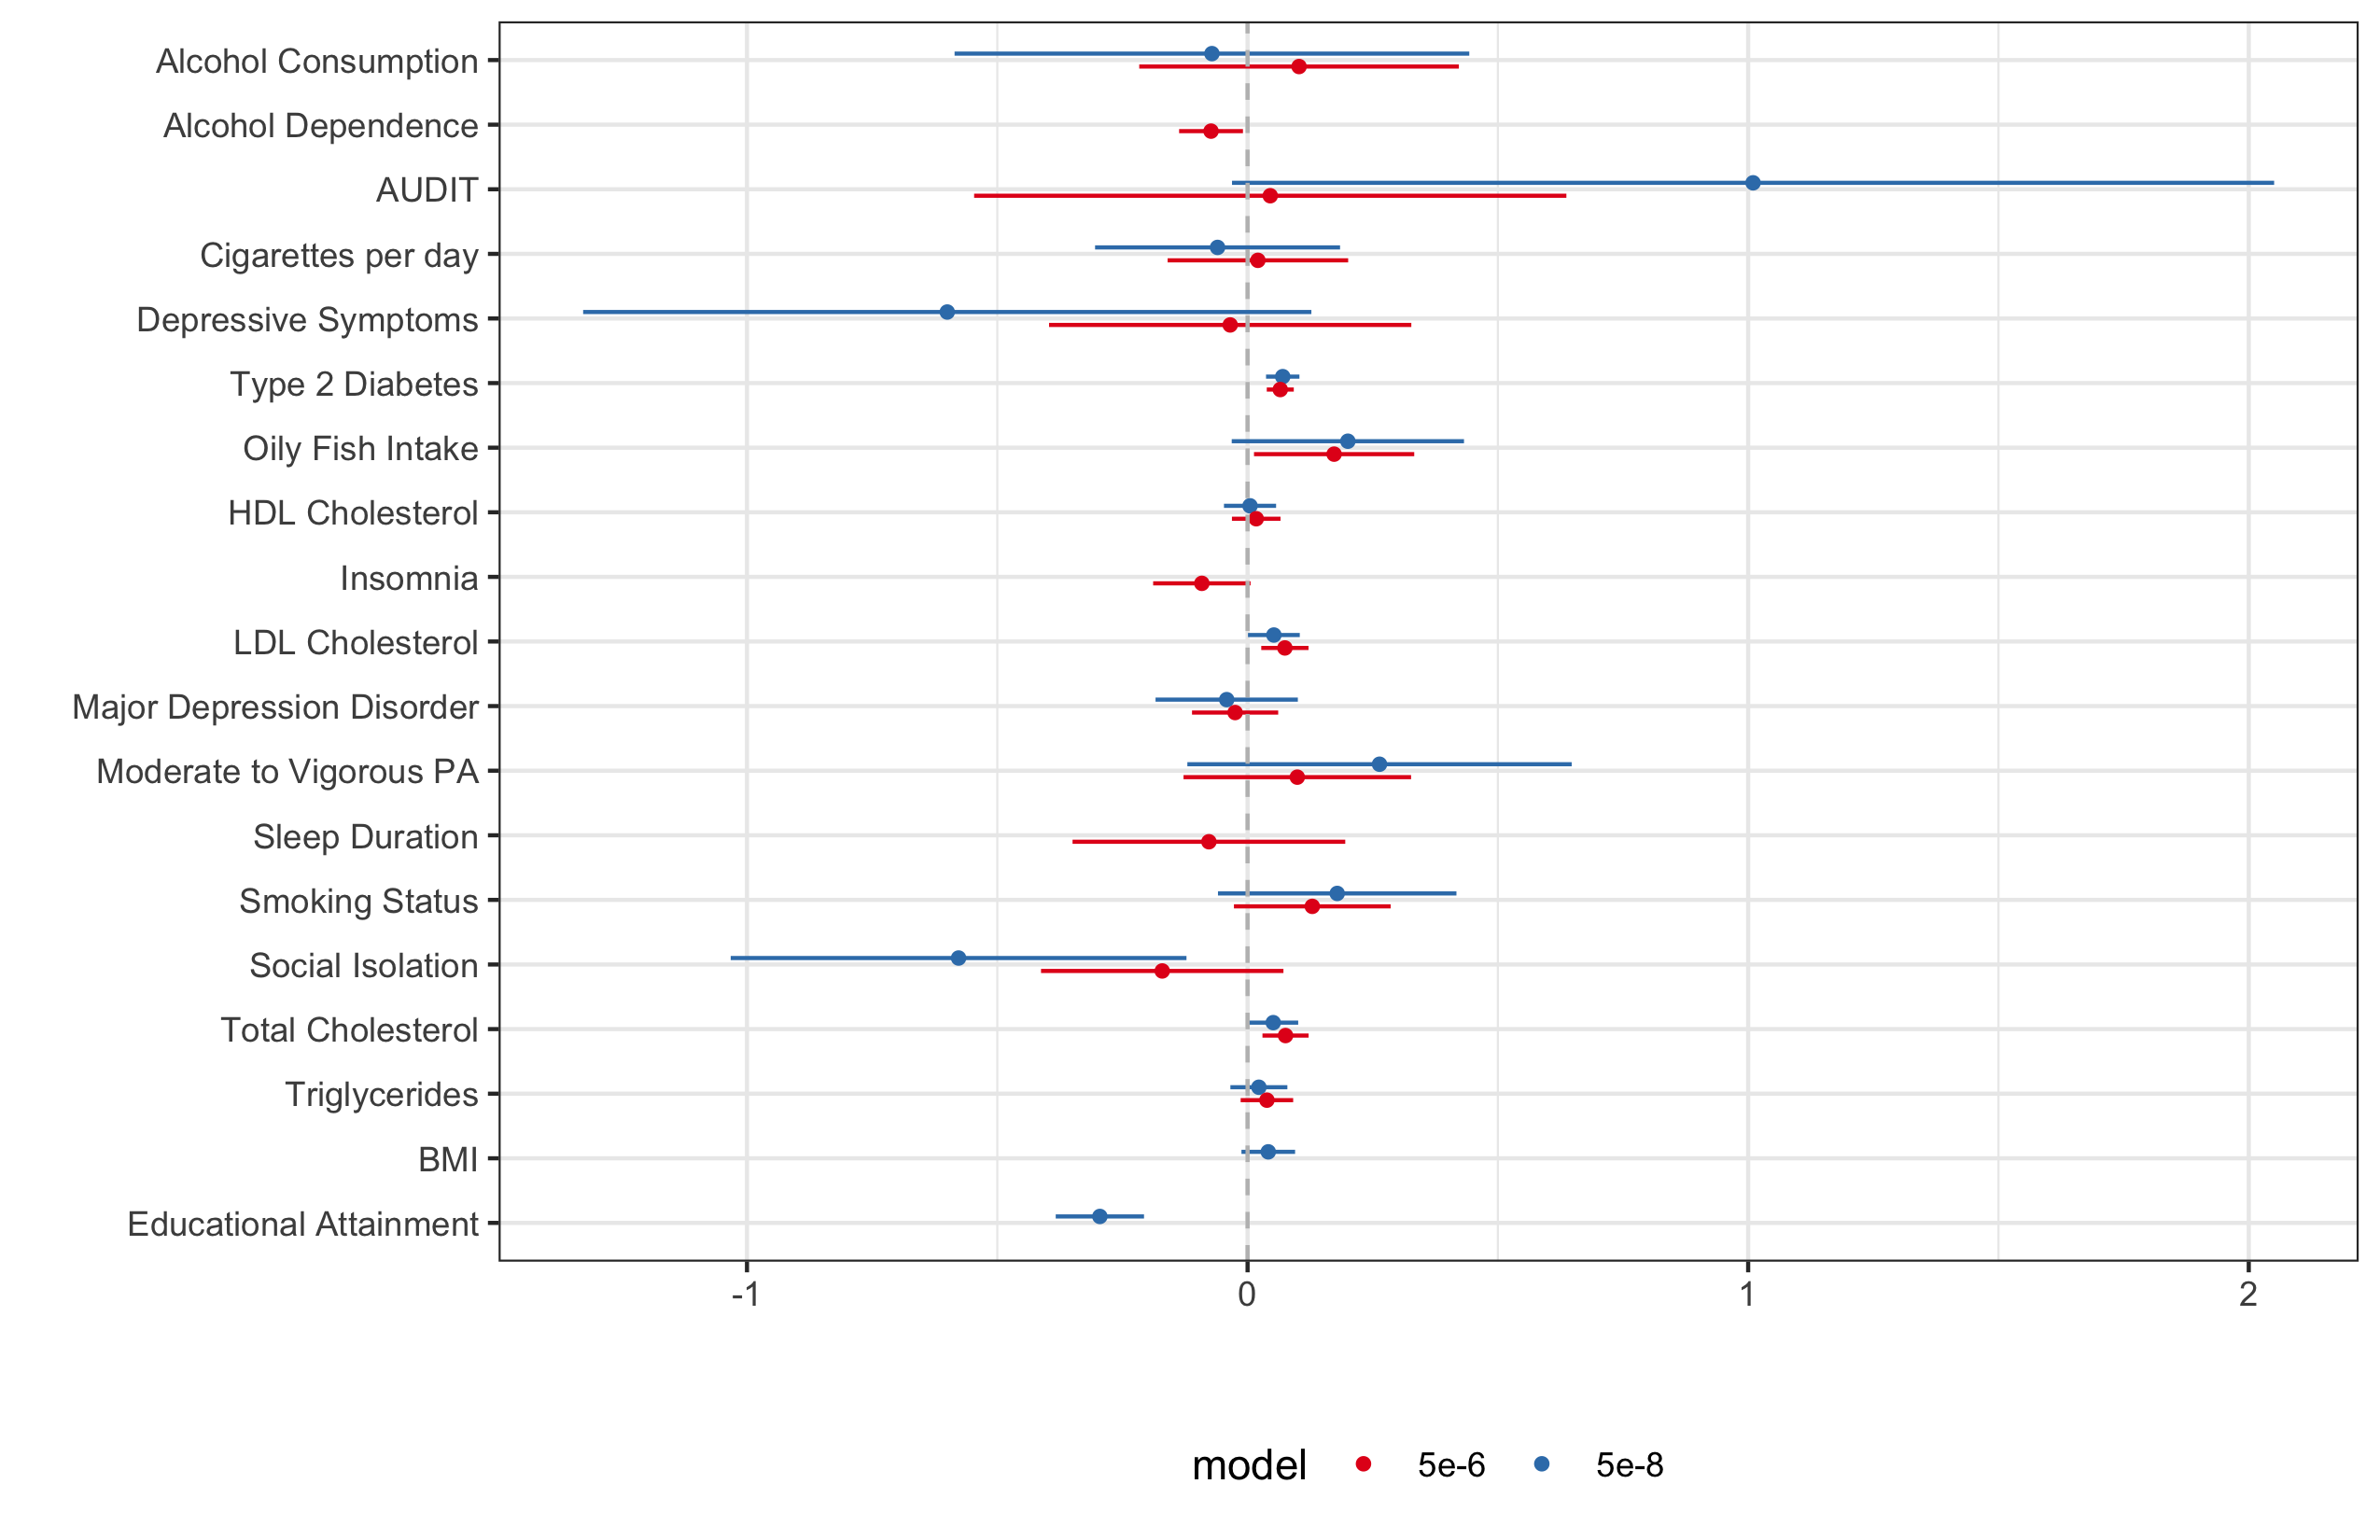 Alcohol Consumption
Alcohol Dependence
AUDIT
Cigarettes per day
Depressive Symptoms
Type 2 Diabetes
Oily Fish Intake
HDL Cholesterol
Insomnia
LDL Cholesterol
Major Depression Disorder
Moderate to Vigorous PA
Sleep Duration
Smoking Status
Social Isolation
Total Cholesterol
Triglycerides
BMI
Educational Attainment
-1 0 1 2
model 5e-6 5e-8